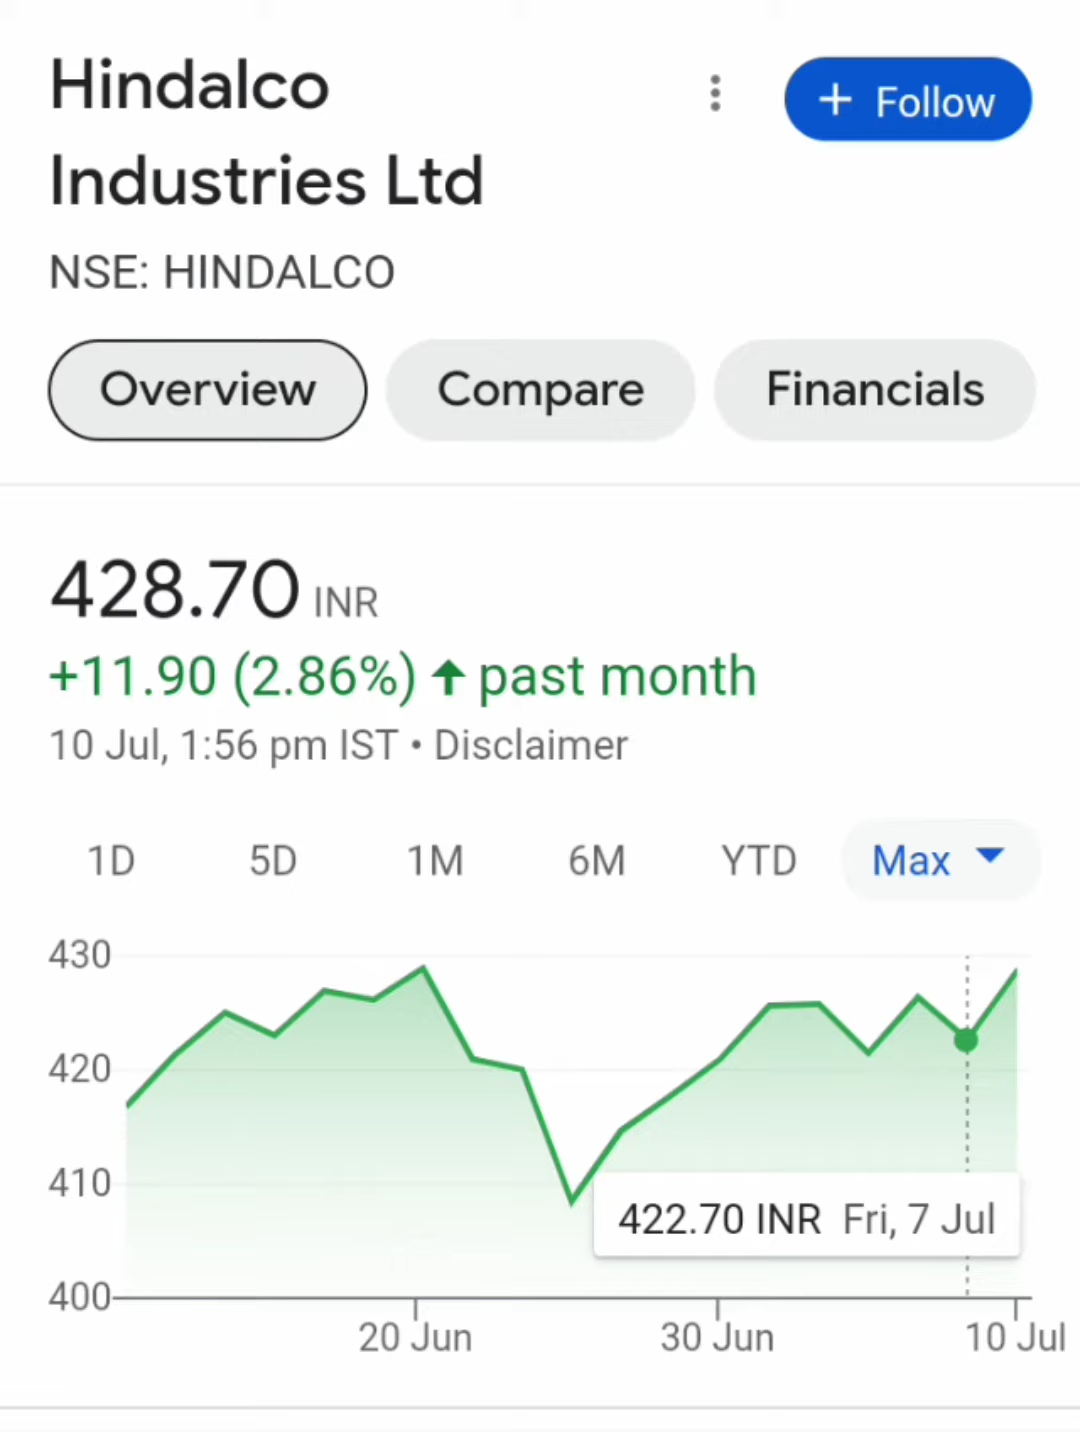 Hindalco
Industries Ltd
+ Follow
NSE: HINDALCO
Overview
Compare
Financials
428.70 INR
+11.90 (2.86%) ↑ past month
10 Jul, 1:56 pm IST • Disclaimer
1D 5D 1M 6M YTD Max
430
420
410
400
422.70 INR Fri, 7 Jul
20 Jun 30 Jun 10 Jul